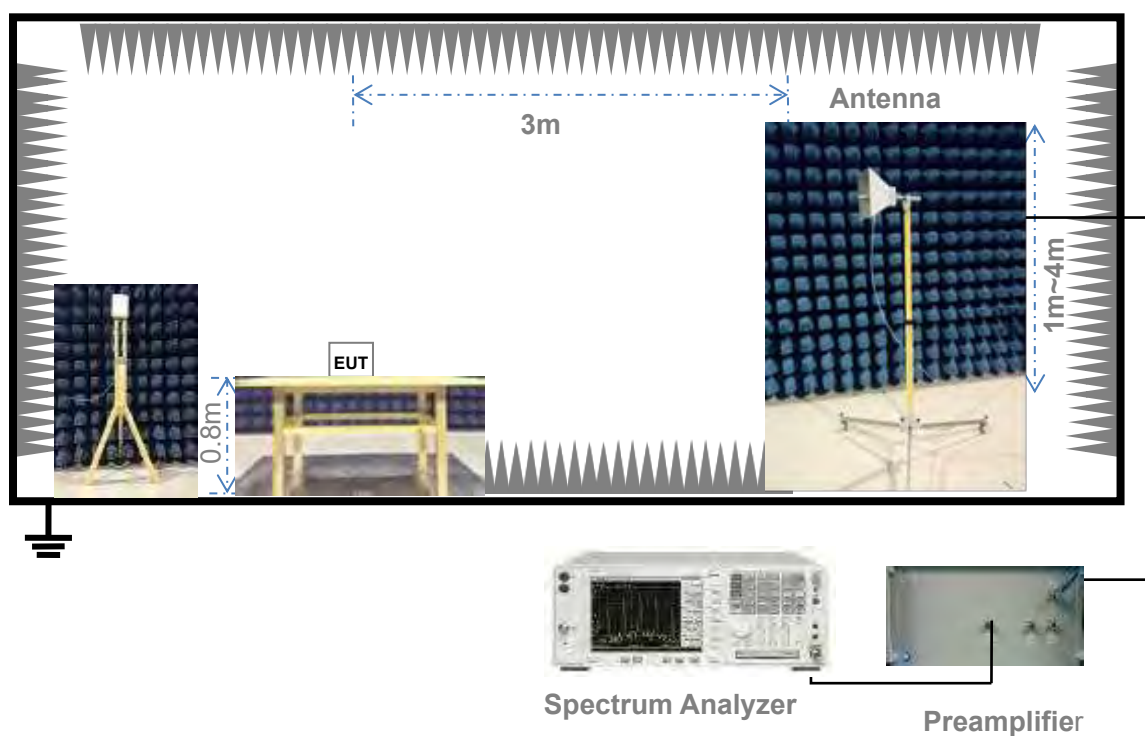 Antenna
3m
1m~4m
EUT
0.8m
Spectrum Analyzer
Preamplifier